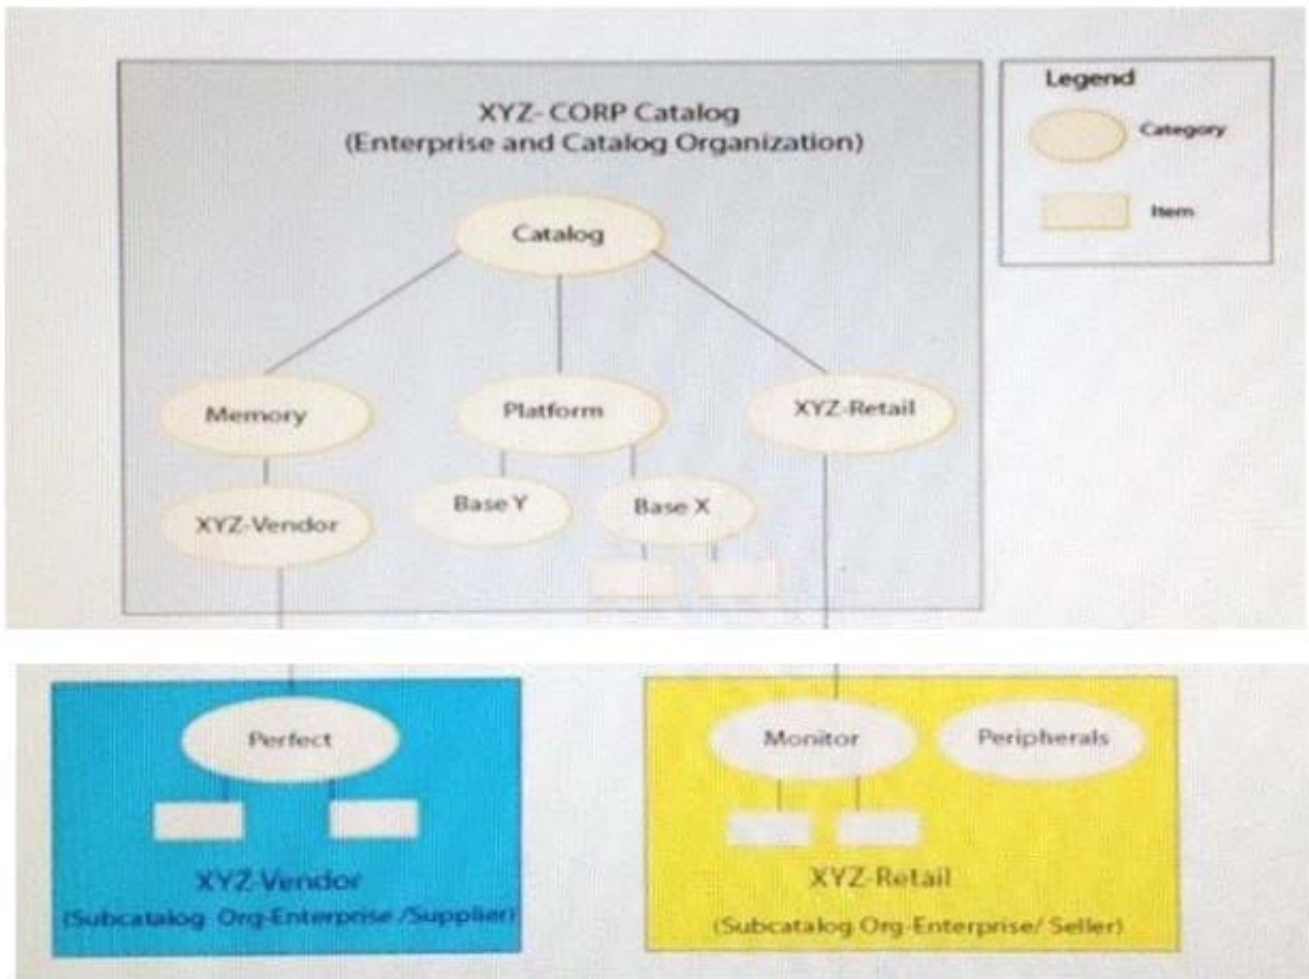 XYZ- CORP Catalog
(Enterprise and Catalog Organization)
Legend
Category
Item
Catalog
Memory
Platform
XYZ-Retail
XYZ-Vendor
Base Y
Base X
Perfect
Monitor
Peripherals
XYZ-Vendor
(Subcatalog Org-Enterprise /Supplier)
XYZ-Retail
(Subcatalog Org-Enterprise/ Seller)